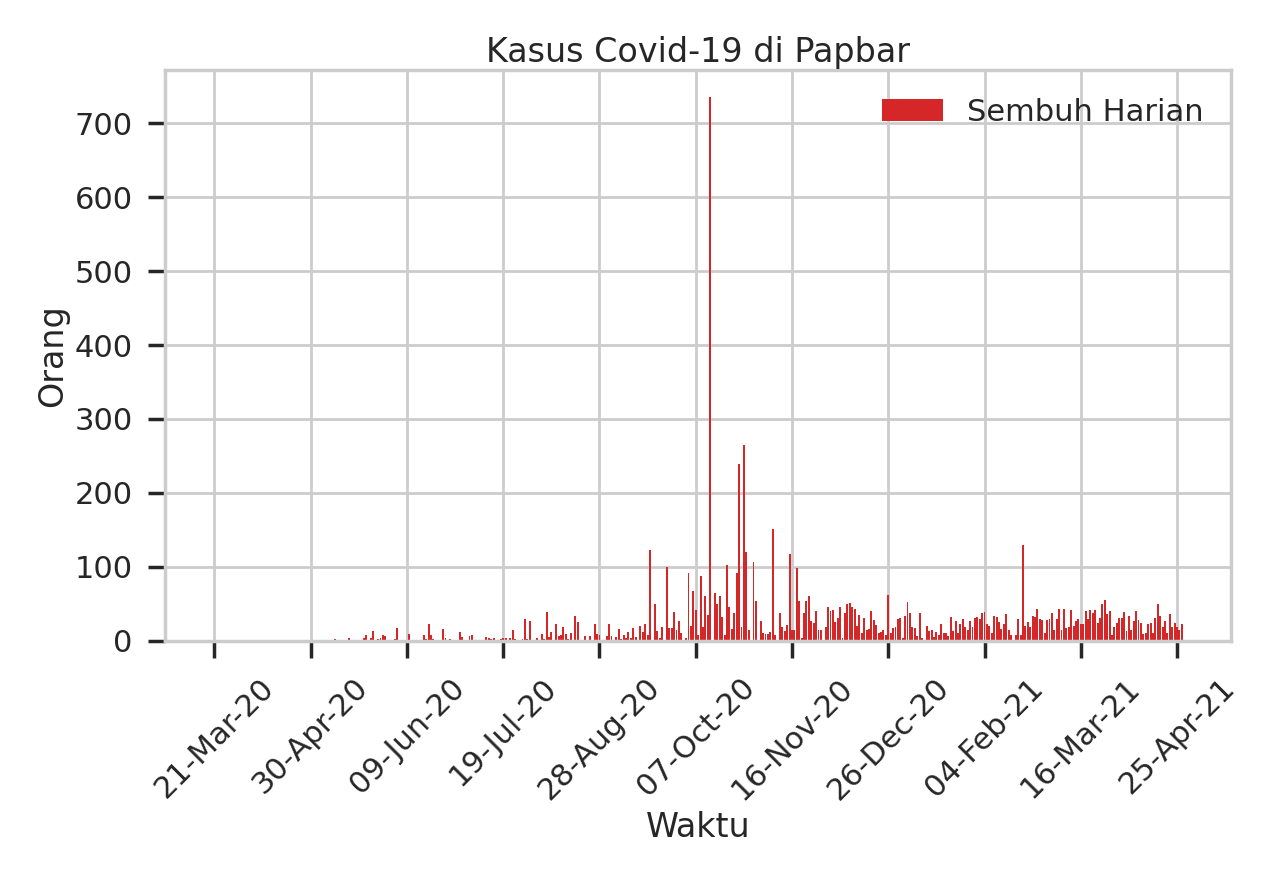 Kasus Covid-19 di Papbar
Sembuh Harian
700
600
500
400
300
200
100
0
Orang
21-Mar-20
30-Apr-20
09-Jun-20
19-Jul-20
28-Aug-20
07-Oct-20
16-Nov-20
26-Dec-20
04-Feb-21
16-Mar-21
25-Apr-21
Waktu